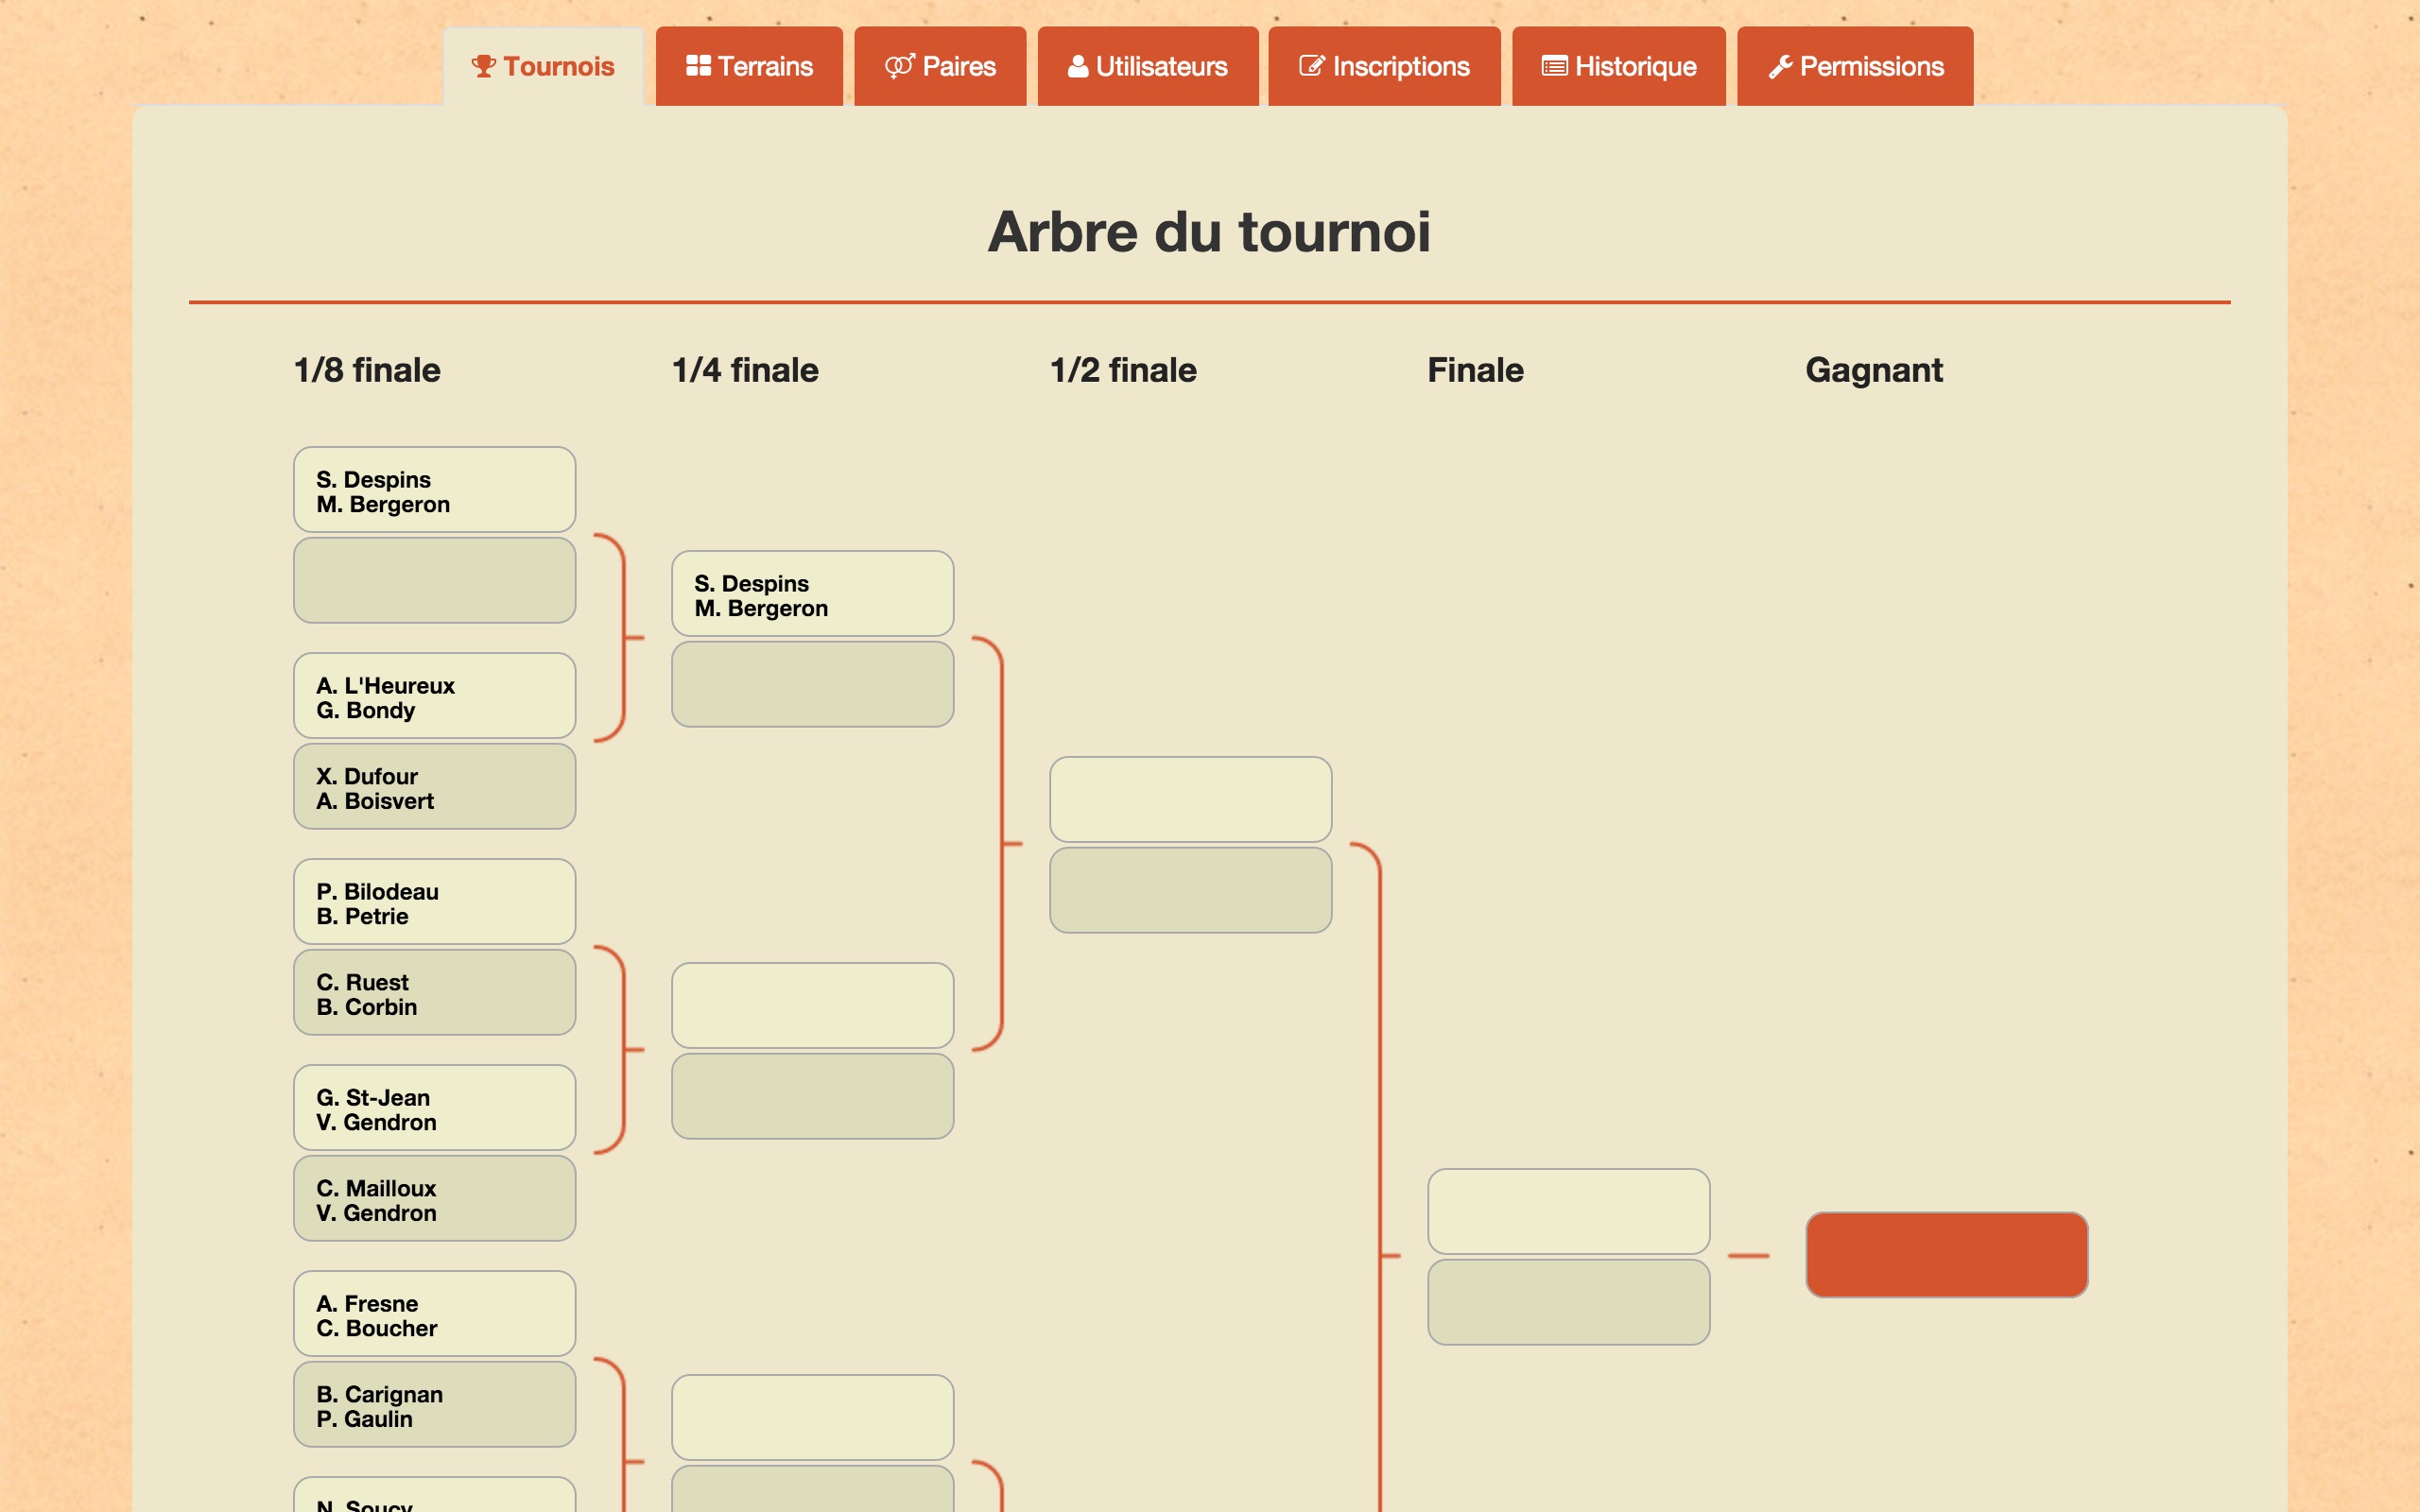 Tournois
Terrains
Paires
Utilisateurs
Inscriptions
Historique
Permissions
Arbre du tournoi
1/8 finale
1/4 finale
1/2 finale
Finale
Gagnant
S. Despins
M. Bergeron
S. Despins
M. Bergeron
A. L'Heureux
G. Bondy
X. Dufour
A. Boisvert
P. Bilodeau
B. Petrie
C. Ruest
B. Corbin
G. St-Jean
V. Gendron
C. Mailloux
V. Gendron
A. Fresne
C. Boucher
B. Carignan
P. Gaulin
N. Soucy